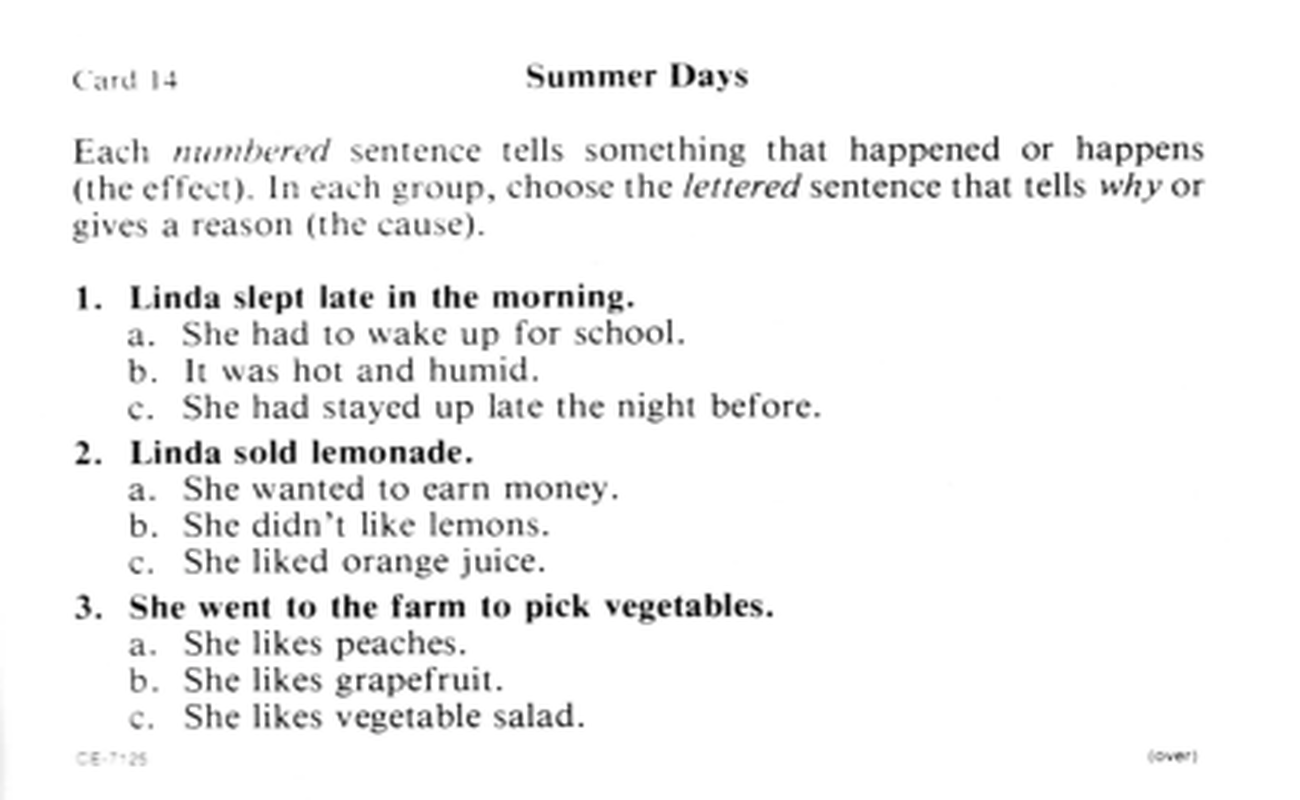 Card 14
Summer Days
Each numbered sentence tells something that happened or happens
(the effect). In each group, choose the lettered sentence that tells why or
gives a reason (the cause).
1. Linda slept late in the morning.
a. She had to wake up for school.
b. It was hot and humid.
c. She had stayed up late the night before.
2. Linda sold lemonade.
a. She wanted to earn money.
b. She didn't like lemons.
c. She liked orange juice.
3. She went to the farm to pick vegetables.
a. She likes peaches.
b. She likes grapefruit.
c. She likes vegetable salad.
CE-7125
(over)